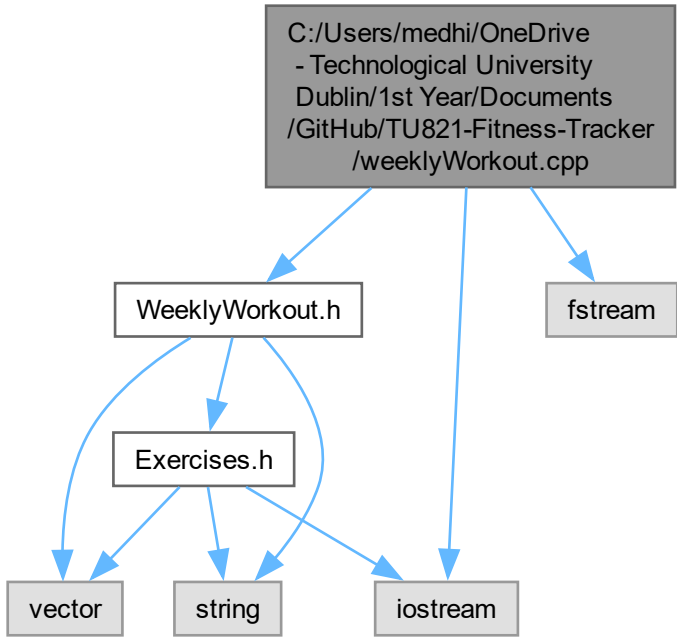 C:/Users/medhi/OneDrive
- Technological University
Dublin/1st Year/Documents
/GitHub/TU821-Fitness-Tracker
/weeklyWorkout.cpp
WeeklyWorkout.h
fstream
Exercises.h
vector
string
iostream